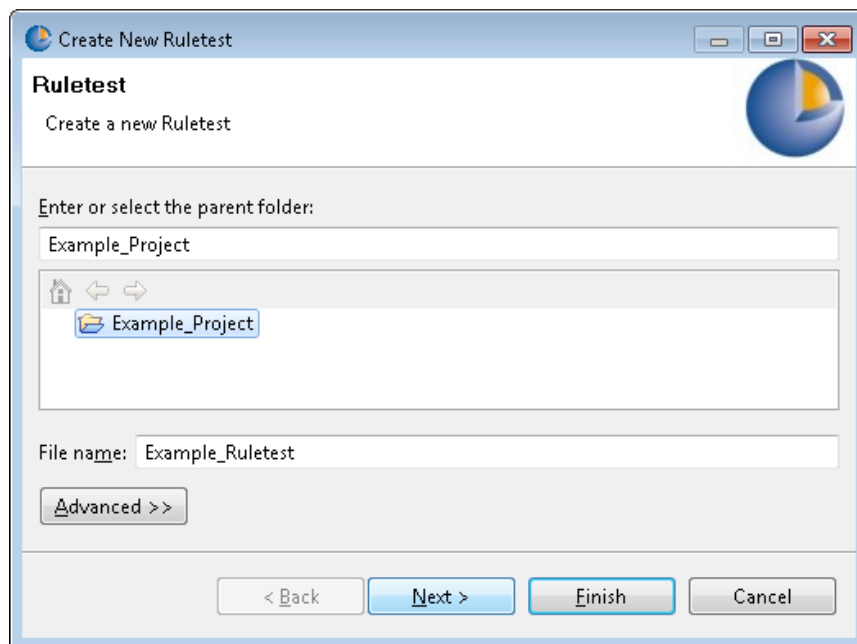 Create New Ruletest
Ruletest
Create a new Ruletest
Enter or select the parent folder:
Example_Project
Example_Project
File name: Example_Ruletest
Advanced >>
< Back Next > Finish Cancel